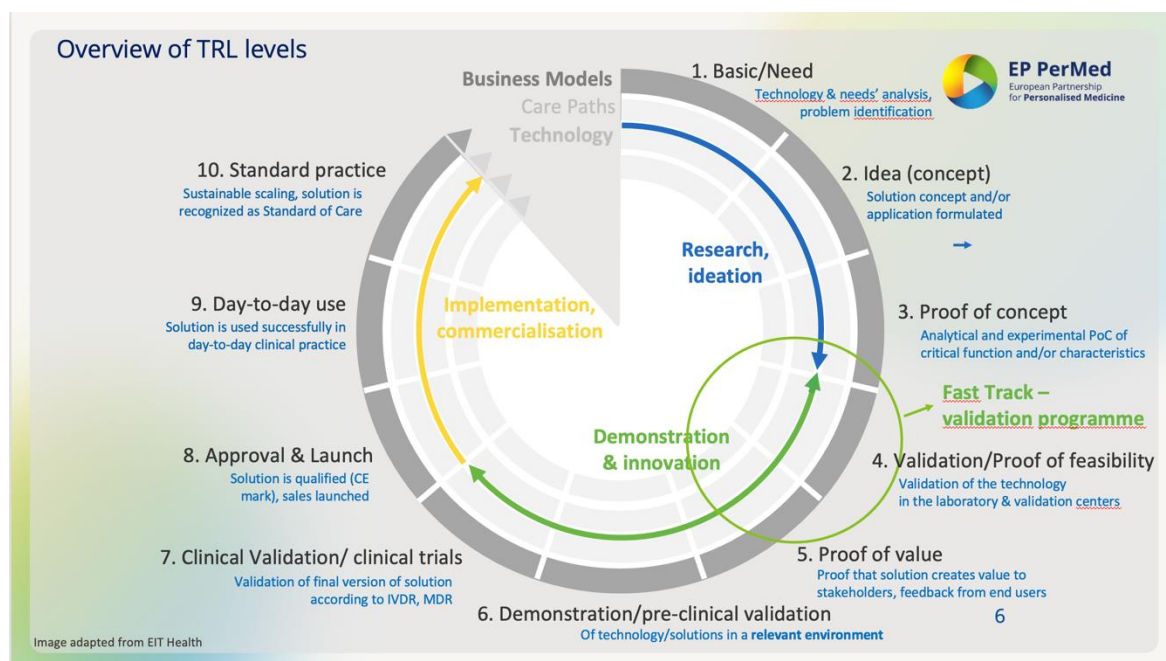 Overview of TRL levels
EP PerMed
European Partnership
for Personalised Medicine
Business Models
Care Paths
Technology
1. Basic/Need
Technology & needs’ analysis,
problem identification
2. Idea (concept)
Solution concept and/or
application formulated
Research,
ideation
3. Proof of concept
Analytical and experimental PoC of
critical function and/or characteristics
Fast Track –
validation programme
4. Validation/Proof of feasibility
Validation of the technology
in the laboratory & validation centers
Demonstration
& innovation
5. Proof of value
Proof that solution creates value to
stakeholders, feedback from end users
6. Demonstration/pre-clinical validation
Of technology/solutions in a relevant environment
7. Clinical Validation/ clinical trials
Validation of final version of solution
according to IVDR, MDR
8. Approval & Launch
Solution is qualified (CE
mark), sales launched
9. Day-to-day use
Solution is used successfully in
day-to-day clinical practice
Implementation,
commercialisation
10. Standard practice
Sustainable scaling, solution is
recognized as Standard of Care
6
Image adapted from EIT Health